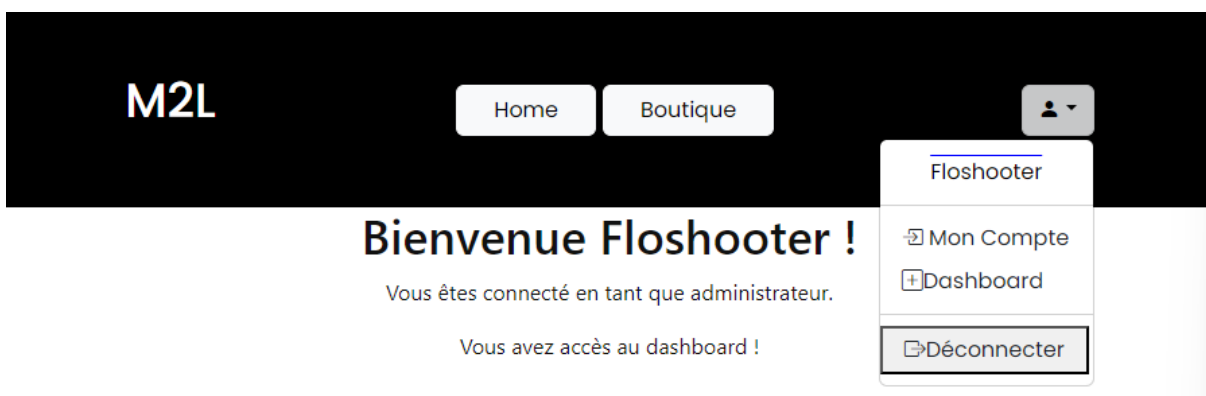 M2L
Home
Boutique
Floshooter
Mon Compte
Dashboard
Déconnecter
Bienvenue Floshooter !
Vous êtes connecté en tant que administrateur.
Vous avez accès au dashboard !